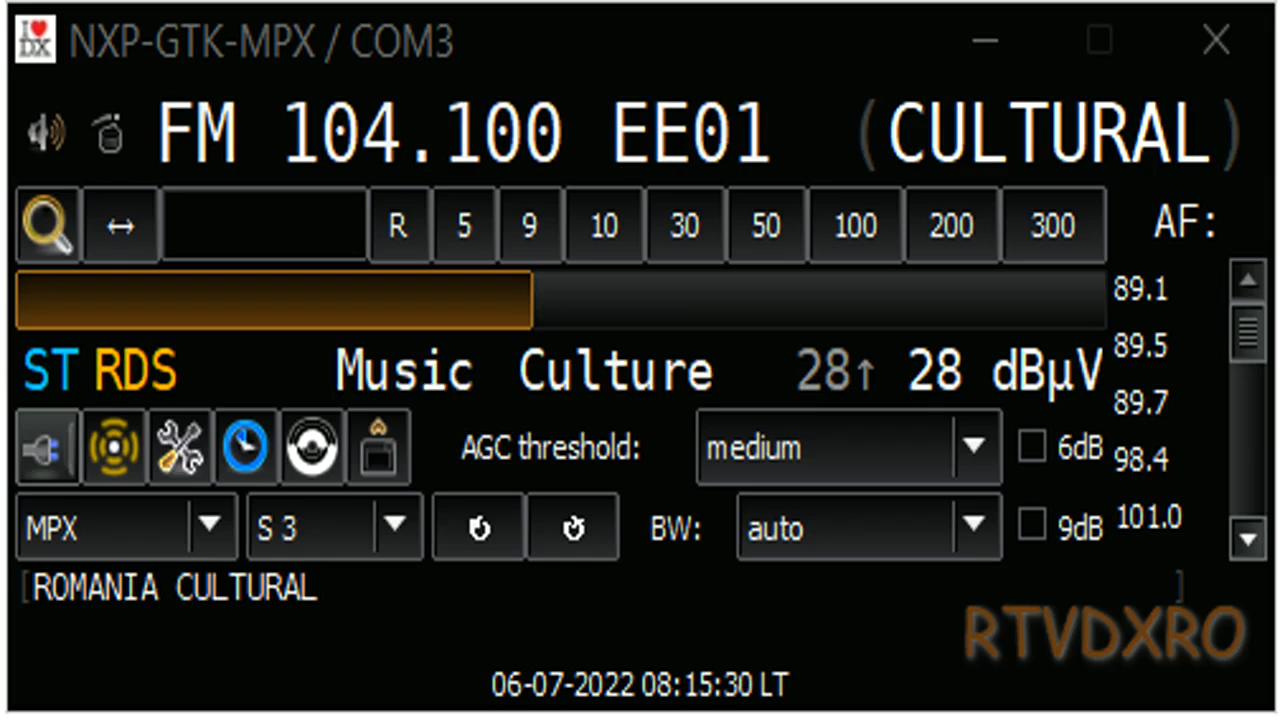 I ❤ DX NXP-GTK-MPX / COM3
FM 104.100 EE01 (CULTURAL)
↔ R 5 9 10 30 50 100 200 300 AF:
89.1
89.5
ST RDS Music Culture 28↑ 28 dBµV
89.7
AGC threshold: medium 6dB 98.4
MPX S 3 BW: auto 9dB 101.0
[ROMANIA CULTURAL ]
RTVDXRO
06-07-2022 08:15:30 LT